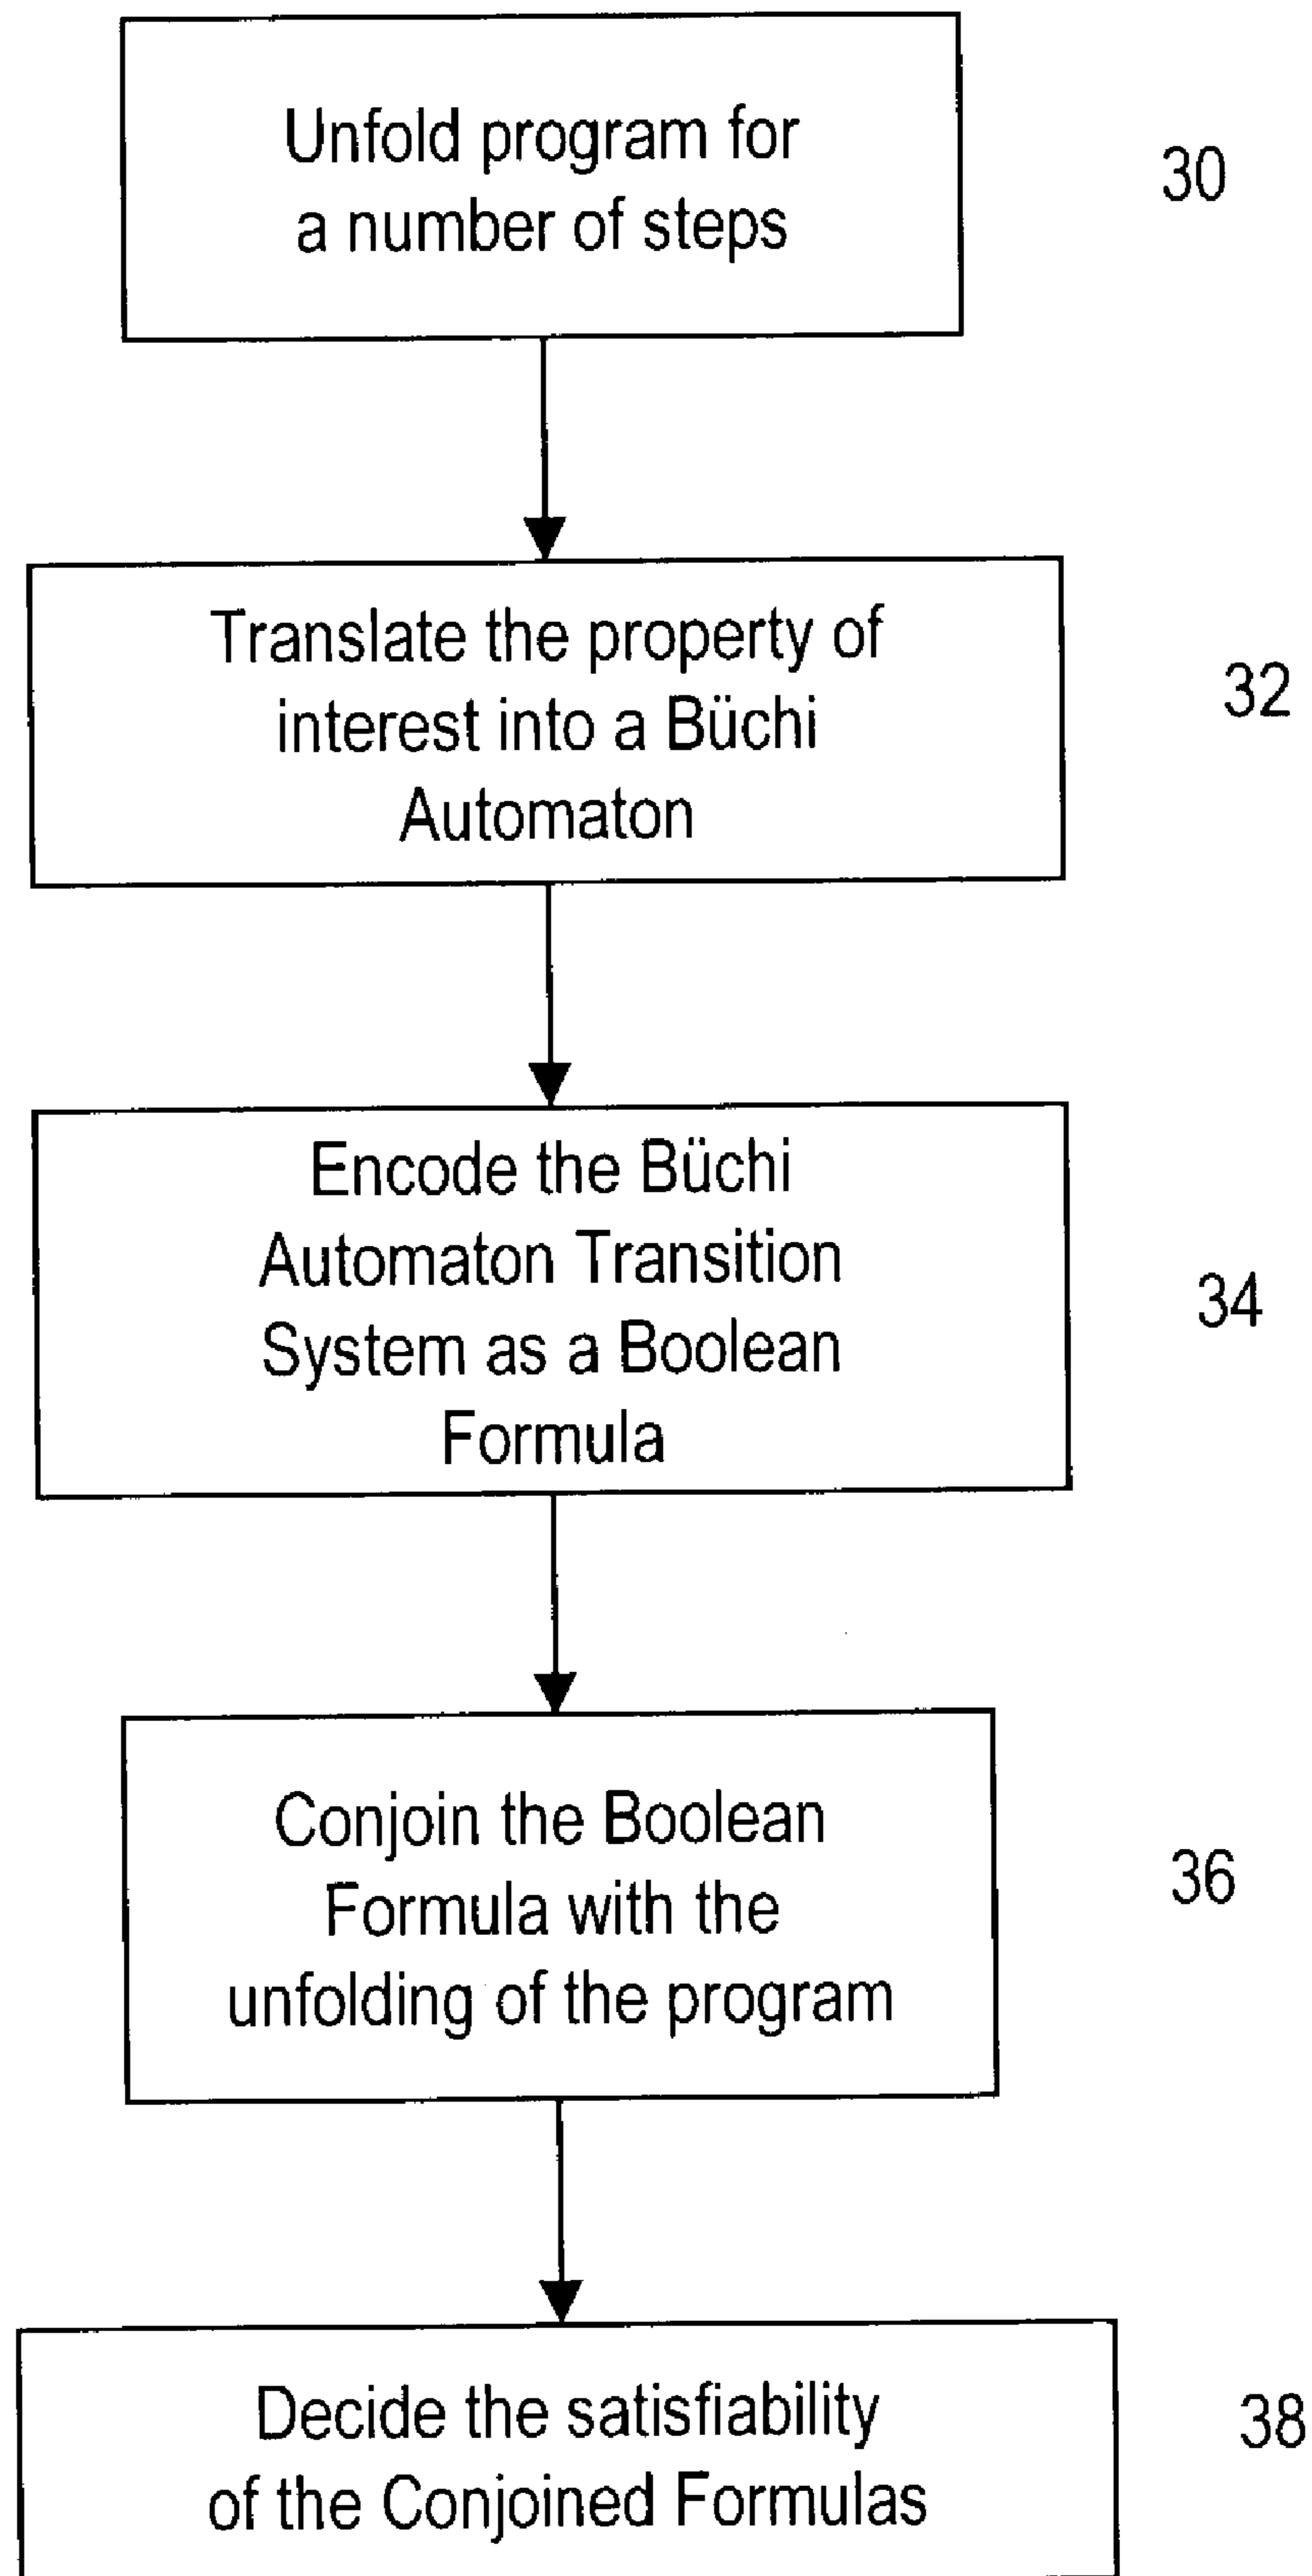 Unfold program for
a number of steps
30
Translate the property of
interest into a Büchi
Automaton
32
Encode the Büchi
Automaton Transition
System as a Boolean
Formula
34
Conjoin the Boolean
Formula with the
unfolding of the program
36
Decide the satisfiability
of the Conjoined Formulas
38